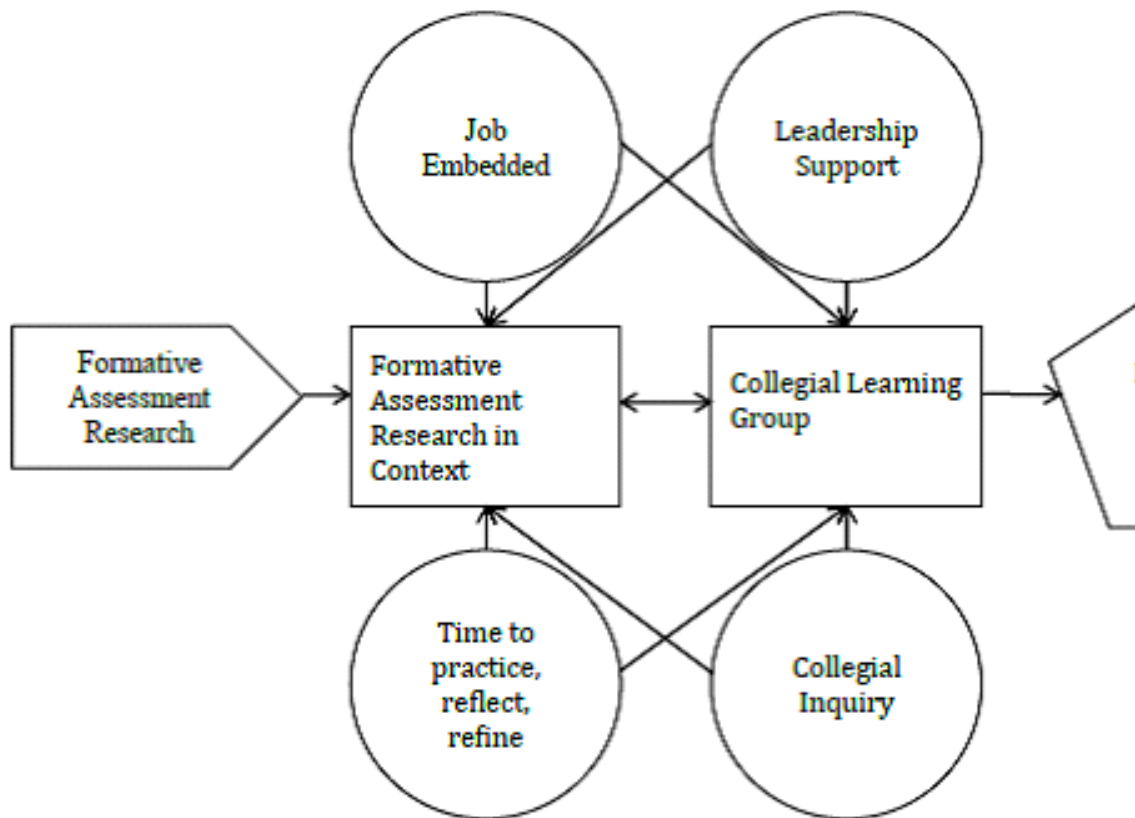 Job
Embedded
Leadership
Support
Formative
Assessment
Research
Formative
Assessment
Research in
Context
Collegial Learning
Group
Time to
practice,
reflect,
refine
Collegial
Inquiry